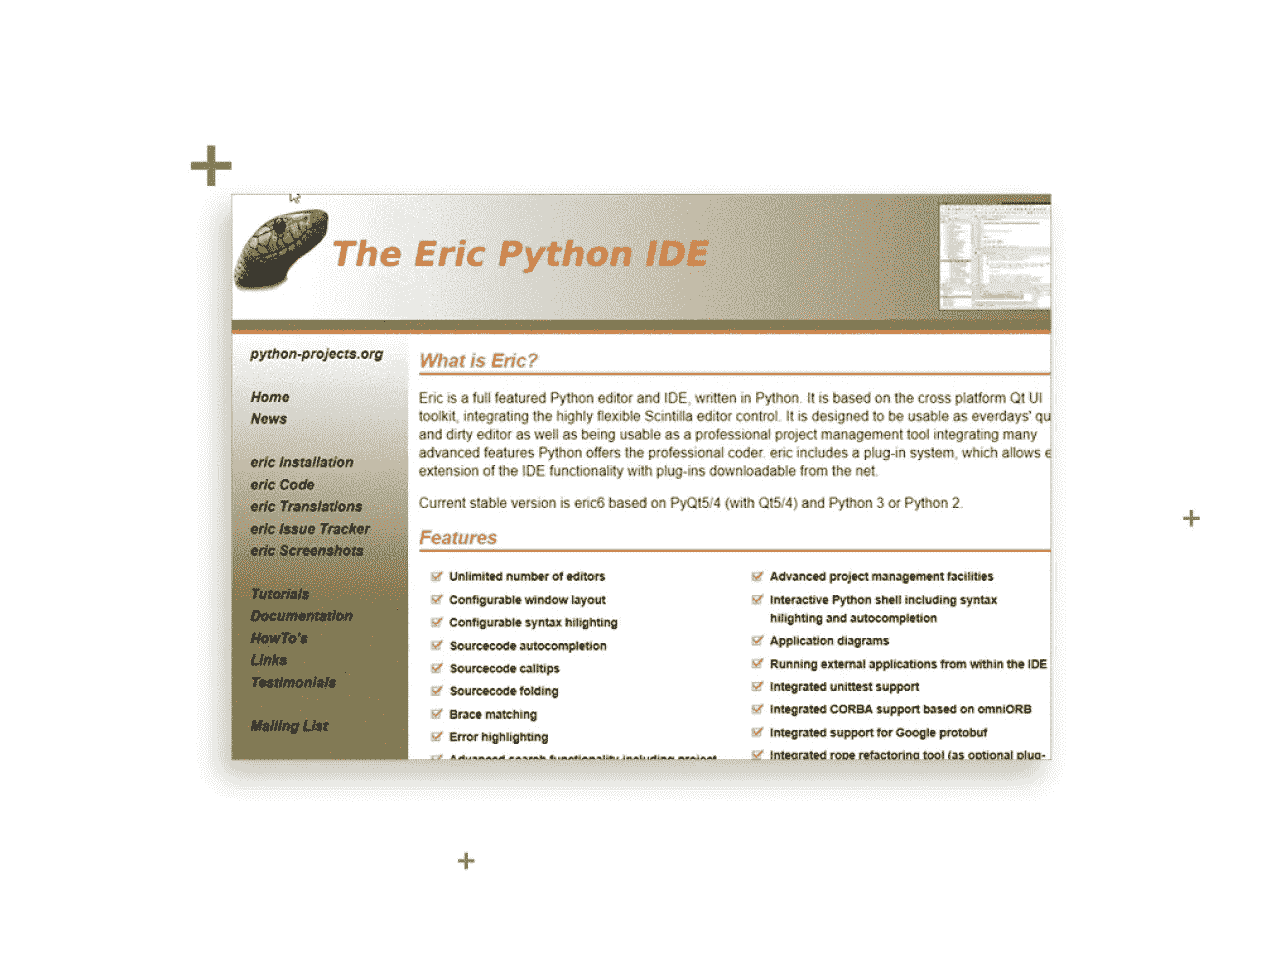 The Eric Python IDE
python-projects.org
Home
News
eric Installation
eric Code
eric Translations
eric Issue Tracker
eric Screenshots
Tutorials
Documentation
HowTo's
Links
Testimonials
Mailing List
What is Eric?
Eric is a full featured Python editor and IDE, written in Python. It is based on the cross platform Qt UI
toolkit, integrating the highly flexible Scintilla editor control. It is designed to be usable as everdays' qu
and dirty editor as well as being usable as a professional project management tool integrating many
advanced features Python offers the professional coder. eric includes a plug-in system, which allows e
extension of the IDE functionality with plug-ins downloadable from the net.
Current stable version is eric6 based on PyQt5/4 (with Qt5/4) and Python 3 or Python 2.
Features
Unlimited number of editors
Configurable window layout
Configurable syntax hilighting
Sourcecode autocompletion
Sourcecode calltips
Sourcecode folding
Brace matching
Error highlighting
Advanced search functionality including project
Advanced project management facilities
Interactive Python shell including syntax
hilighting and autocompletion
Application diagrams
Running external applications from within the IDE
Integrated unittest support
Integrated CORBA support based on omniORB
Integrated support for Google protobuf
Integrated rope refactoring tool (as optional plug-